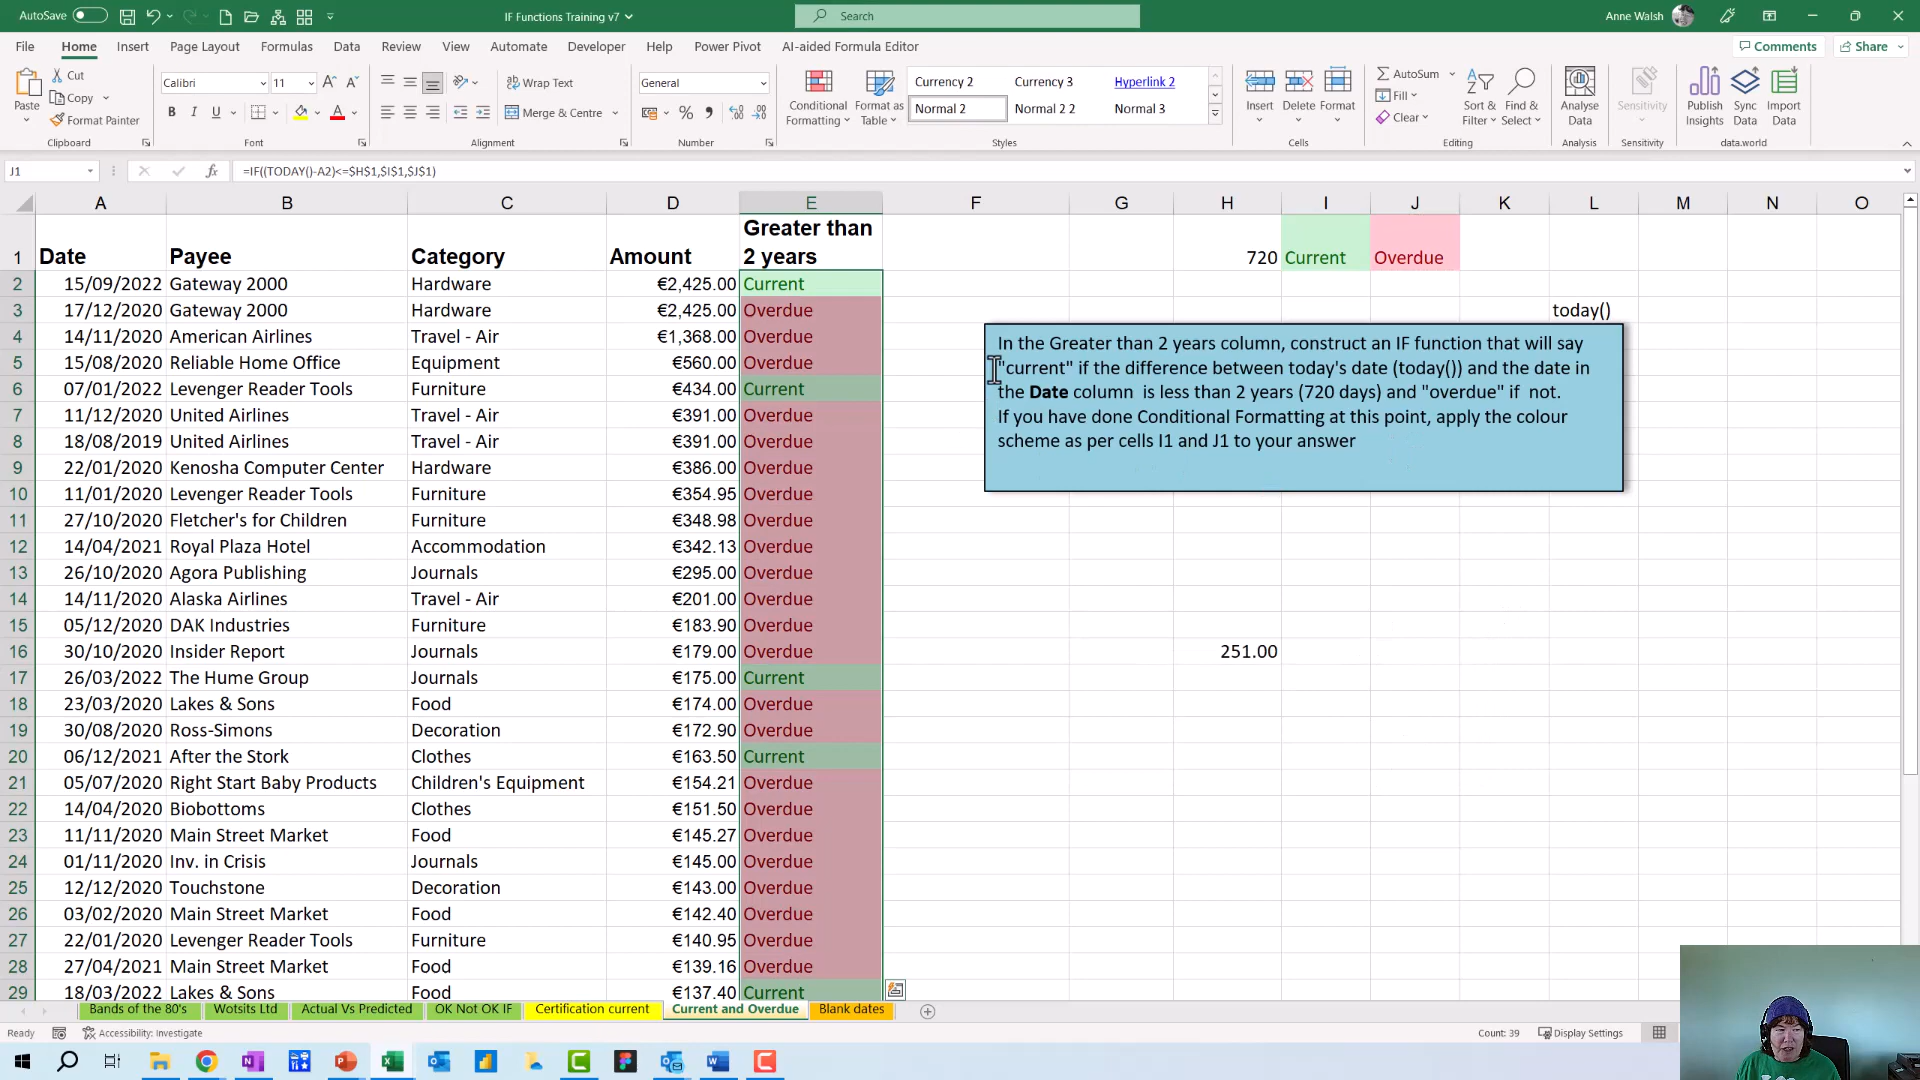 AutoSave
IF Functions Training v7
Search
Anne Walsh
File Home Insert Page Layout Formulas Data Review View Automate Developer Help Power Pivot AI-aided Formula Editor
Comments Share
Paste Cut Copy Format Painter
Calibri 11
B I U
Wrap Text
Merge & Center
General
Conditional Formatting
Format as Table
Currency 2 Currency 3 Hyperlink 2
Normal 2 Normal 2 2 Normal 3
Insert Delete Format
AutoSum
Fill
Clear
Sort & Filter
Find & Select
Analyse Data
Sensitivity
Publish Insights
Sync Data
Import Data
Clipboard Font Alignment Number Styles Cells Editing Analysis Sensitivity data.world
J1 fx =IF((TODAY()-A2)<=$H$1,$I$1,$J$1)
A B C D E F G H I J K L M N O
1 Date Payee Category Amount Greater than 2 years 720 Current Overdue
2 15/09/2022 Gateway 2000 Hardware €2,425.00 Current
3 17/12/2020 Gateway 2000 Hardware €2,425.00 Overdue today()
4 14/11/2020 American Airlines Travel - Air €1,368.00 Overdue
5 15/08/2020 Reliable Home Office Equipment €560.00 Overdue
6 07/01/2022 Levenger Reader Tools Furniture €434.00 Current
7 11/12/2020 United Airlines Travel - Air €391.00 Overdue
8 18/08/2019 United Airlines Travel - Air €391.00 Overdue
9 22/01/2020 Kenosha Computer Center Hardware €386.00 Overdue
10 11/01/2020 Levenger Reader Tools Furniture €354.95 Overdue
11 27/10/2020 Fletcher's for Children Furniture €348.98 Overdue
12 14/04/2021 Royal Plaza Hotel Accommodation €342.13 Overdue
13 26/10/2020 Agora Publishing Journals €295.00 Overdue
14 14/11/2020 Alaska Airlines Travel - Air €201.00 Overdue
15 05/12/2020 DAK Industries Furniture €183.90 Overdue
16 30/10/2020 Insider Report Journals €179.00 Overdue 251.00
17 26/03/2022 The Hume Group Journals €175.00 Current
18 23/03/2020 Lakes & Sons Food €174.00 Overdue
19 30/08/2020 Ross-Simons Decoration €172.90 Overdue
20 06/12/2021 After the Stork Clothes €163.50 Current
21 05/07/2020 Right Start Baby Products Children's Equipment €154.21 Overdue
22 14/04/2020 Biobottoms Clothes €151.50 Overdue
23 11/11/2020 Main Street Market Food €145.27 Overdue
24 01/11/2020 Inv. in Crisis Journals €145.00 Overdue
25 12/12/2020 Touchstone Decoration €143.00 Overdue
26 03/02/2020 Main Street Market Food €142.40 Overdue
27 22/01/2020 Levenger Reader Tools Furniture €140.95 Overdue
28 27/04/2021 Main Street Market Food €139.16 Overdue
29 18/03/2022 Lakes & Sons Food €137.40 Current
In the Greater than 2 years column, construct an IF function that will say
"current" if the difference between today's date (today()) and the date in
the Date column is less than 2 years (720 days) and "overdue" if not.
If you have done Conditional Formatting at this point, apply the colour
scheme as per cells I1 and J1 to your answer
Bands of the 80's Wotsits Ltd Actual Vs Predicted OK Not OK IF Certification current Current and Overdue Blank dates
Ready Accessibility: Investigate Count: 39 Display Settings